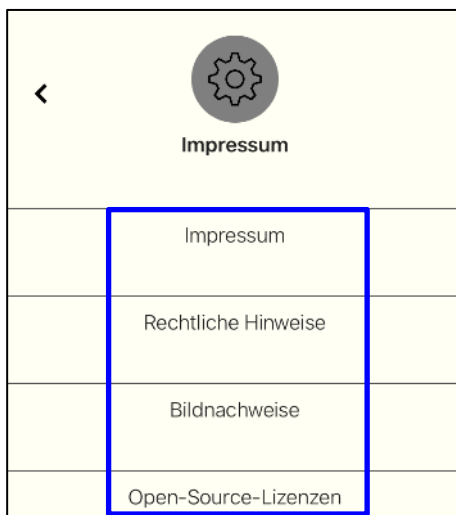 Impressum
Impressum
Rechtliche Hinweise
Bildnachweise
Open-Source-Lizenzen